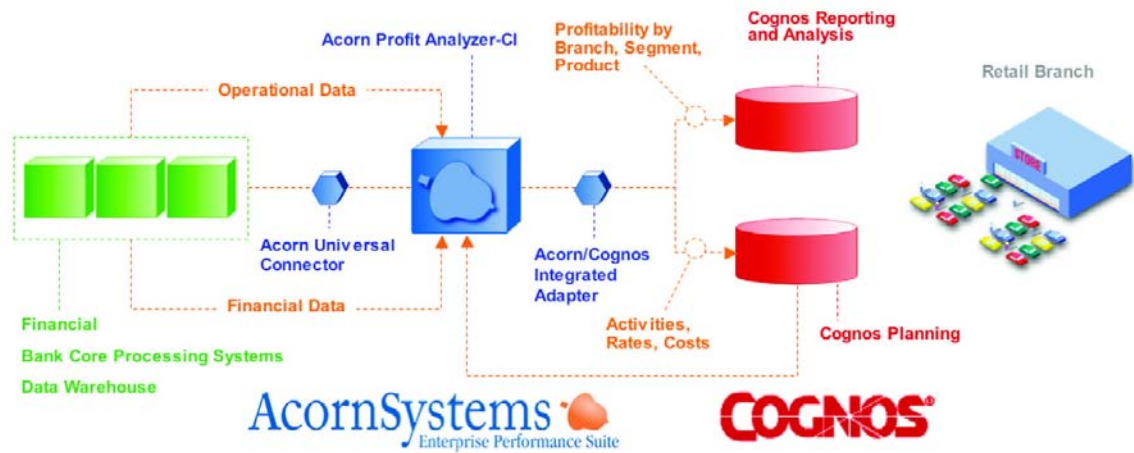 Acorn Profit Analyzer-CI
Profitability by
Branch, Segment,
Product
Cognos Reporting
and Analysis
Retail Branch
Operational Data
STORE
Acorn Universal
Connector
Acorn/Cognos
Integrated
Adapter
Financial Data
Financial
Bank Core Processing Systems
Data Warehouse
Activities,
Rates, Costs
Cognos Planning
AcornSystems
Enterprise Performance Suite
COGNOS®